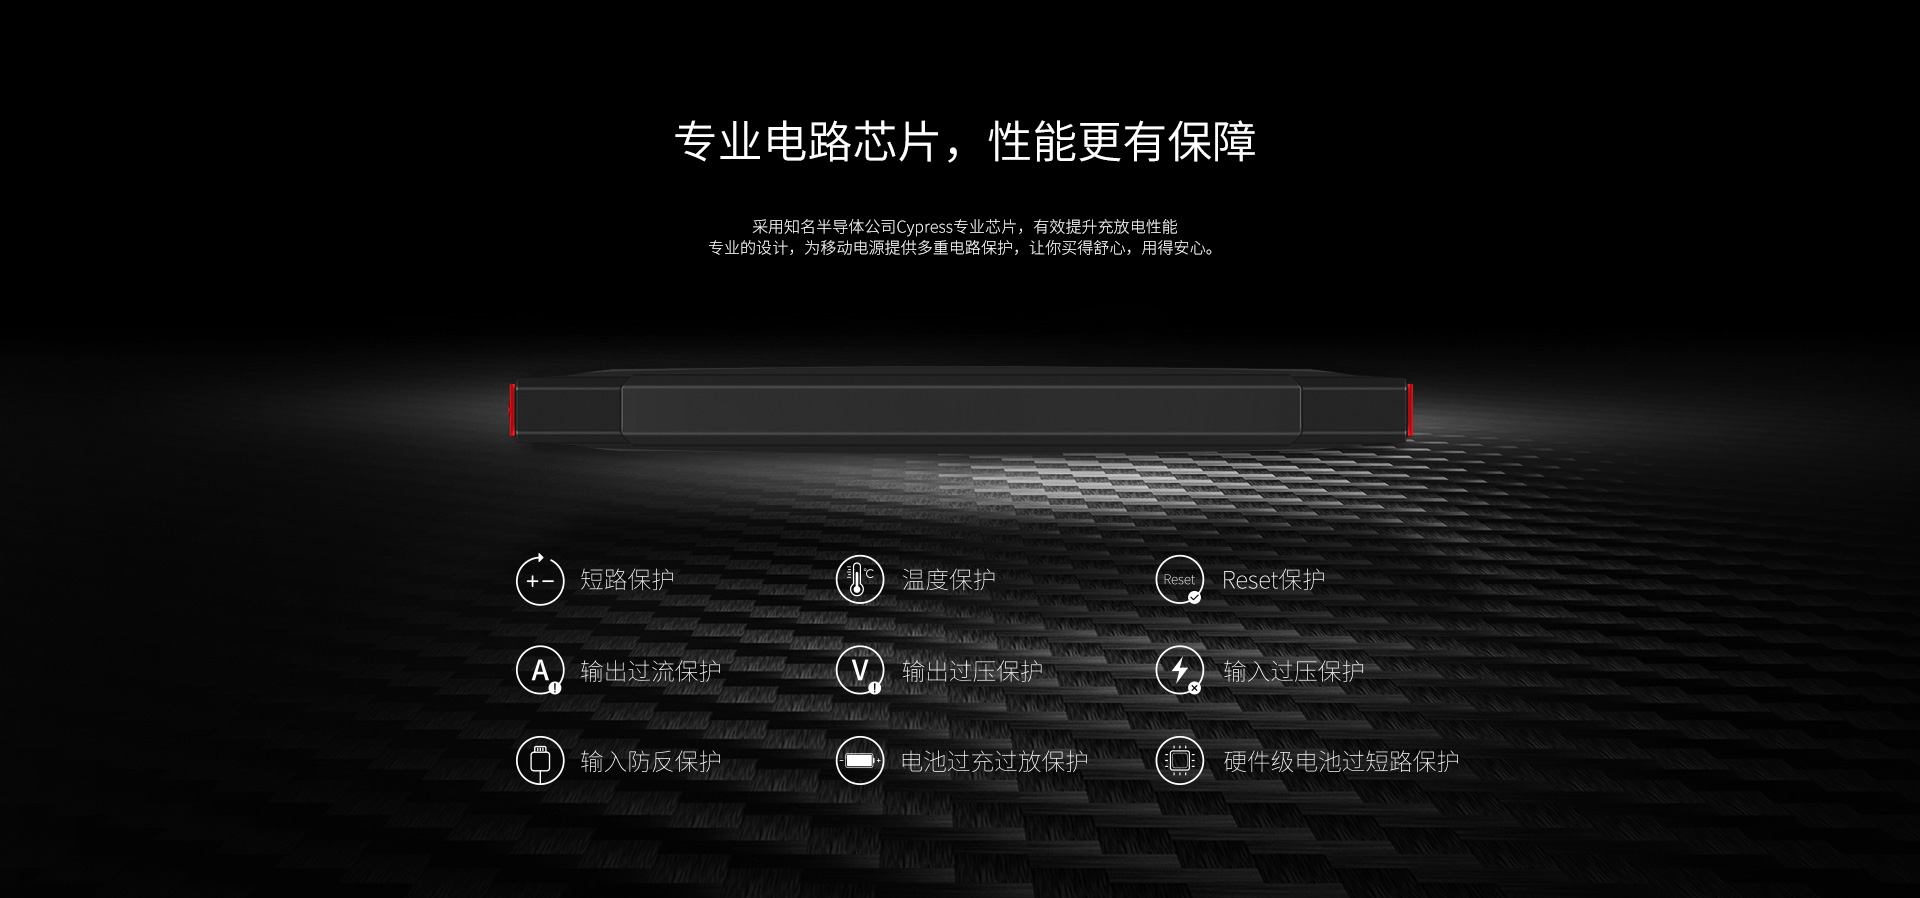 专业电路芯片，性能更有保障
采用知名半导体公司Cypress专业芯片，有效提升充放电性能
专业的设计，为移动电源提供多重电路保护，让你买得舒心，用得安心。
+ − 短路保护
°C 温度保护
Reset Reset保护
A ! 输出过流保护
V ! 输出过压保护
输入过压保护
输入防反保护
- + 电池过充过放保护
硬件级电池过短路保护